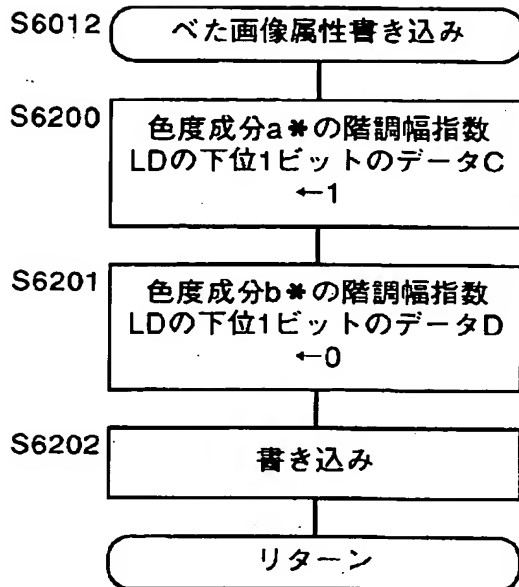 S6012
べた画像属性書き込み
S6200
色度成分a*の階調幅指数
LDの下位1ビットのデータC
←1
S6201
色度成分b*の階調幅指数
LDの下位1ビットのデータD
←0
S6202
書き込み
リターン